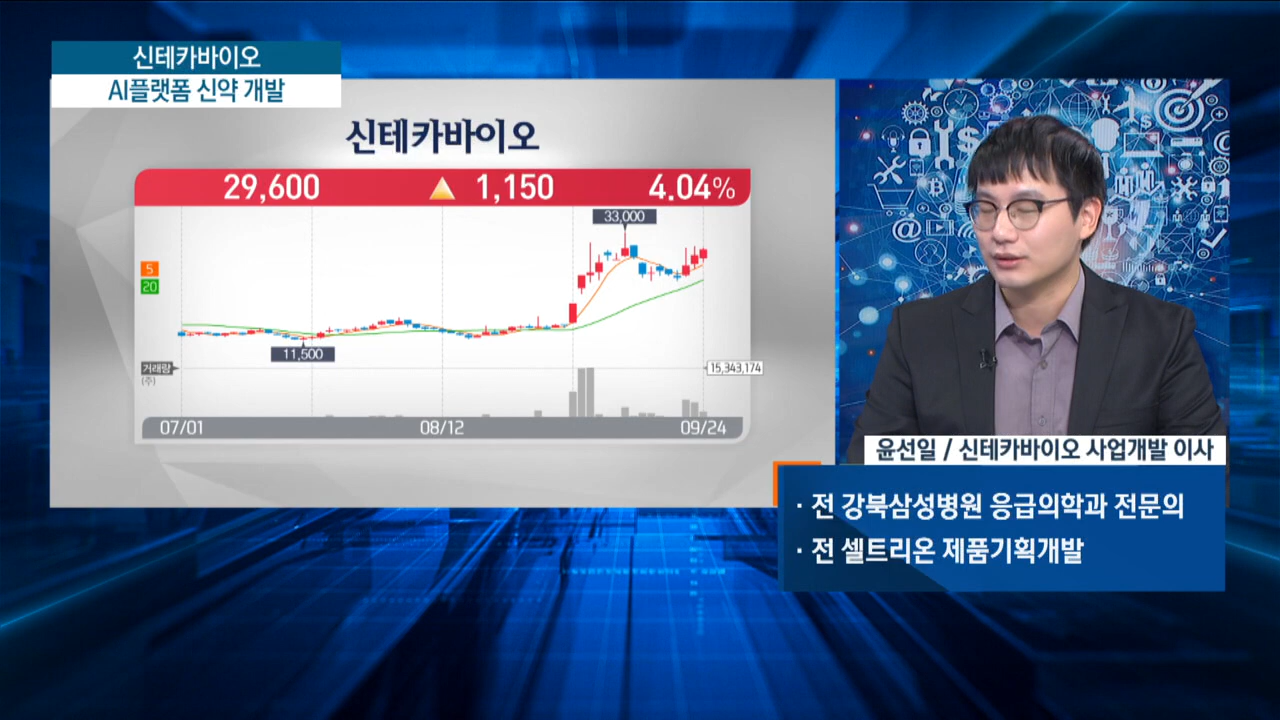 신테카바이오
AI플랫폼 신약 개발
신테카바이오
29,600 ▲ 1,150 4.04%
33,000
5
20
11,500
거래량
(주)
15,343,174
07/01 08/12 09/24
윤선일 / 신테카바이오 사업개발 이사
· 전 강북삼성병원 응급의학과 전문의
· 전 셀트리온 제품기획개발